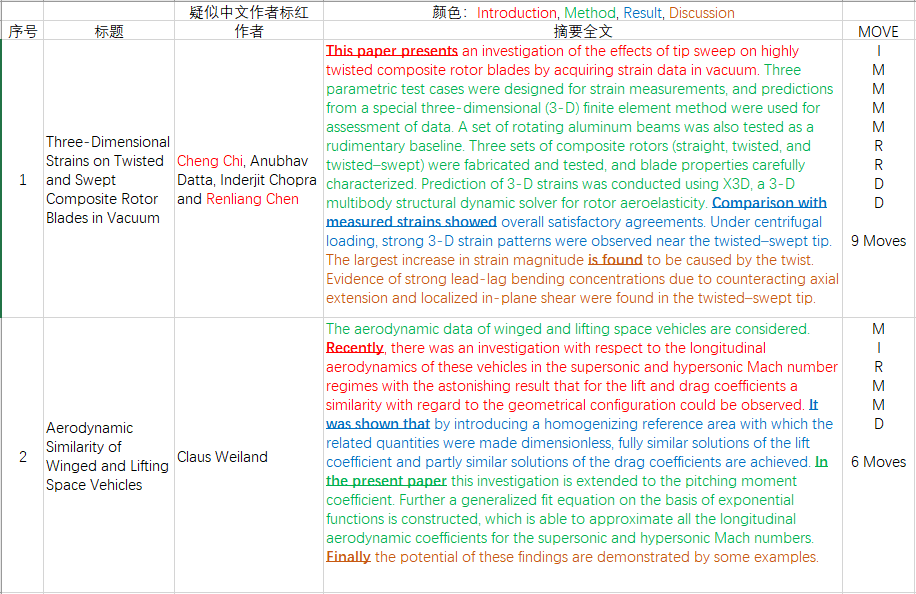 疑似中文作者标红 颜色：Introduction, Method, Result, Discussion
序号 标题 作者 摘要全文 MOVE
1
Three-Dimensional
Strains on Twisted
and Swept
Composite Rotor
Blades in Vacuum
Cheng Chi, Anubhav
Datta, Inderjit Chopra
and Renliang Chen
This paper presents an investigation of the effects of tip sweep on highly
twisted composite rotor blades by acquiring strain data in vacuum. Three
parametric test cases were designed for strain measurements, and predictions
from a special three-dimensional (3-D) finite element method were used for
assessment of data. A set of rotating aluminum beams was also tested as a
rudimentary baseline. Three sets of composite rotors (straight, twisted, and
twisted–swept) were fabricated and tested, and blade properties carefully
characterized. Prediction of 3-D strains was conducted using X3D, a 3-D
multibody structural dynamic solver for rotor aeroelasticity. Comparison with
measured strains showed overall satisfactory agreements. Under centrifugal
loading, strong 3-D strain patterns were observed near the twisted–swept tip.
The largest increase in strain magnitude is found to be caused by the twist.
Evidence of strong lead-lag bending concentrations due to counteracting axial
extension and localized in-plane shear were found in the twisted–swept tip.
I
M
M
M
M
R
R
D
D
9 Moves
2
Aerodynamic
Similarity of
Winged and Lifting
Space Vehicles
Claus Weiland
The aerodynamic data of winged and lifting space vehicles are considered.
Recently, there was an investigation with respect to the longitudinal
aerodynamics of these vehicles in the supersonic and hypersonic Mach number
regimes with the astonishing result that for the lift and drag coefficients a
similarity with regard to the geometrical configuration could be observed. It
was shown that by introducing a homogenizing reference area with which the
related quantities were made dimensionless, fully similar solutions of the lift
coefficient and partly similar solutions of the drag coefficients are achieved. In
the present paper this investigation is extended to the pitching moment
coefficient. Further a generalized fit equation on the basis of exponential
functions is constructed, which is able to approximate all the longitudinal
aerodynamic coefficients for the supersonic and hypersonic Mach numbers.
Finally the potential of these findings are demonstrated by some examples.
M
I
R
M
M
D
6 Moves